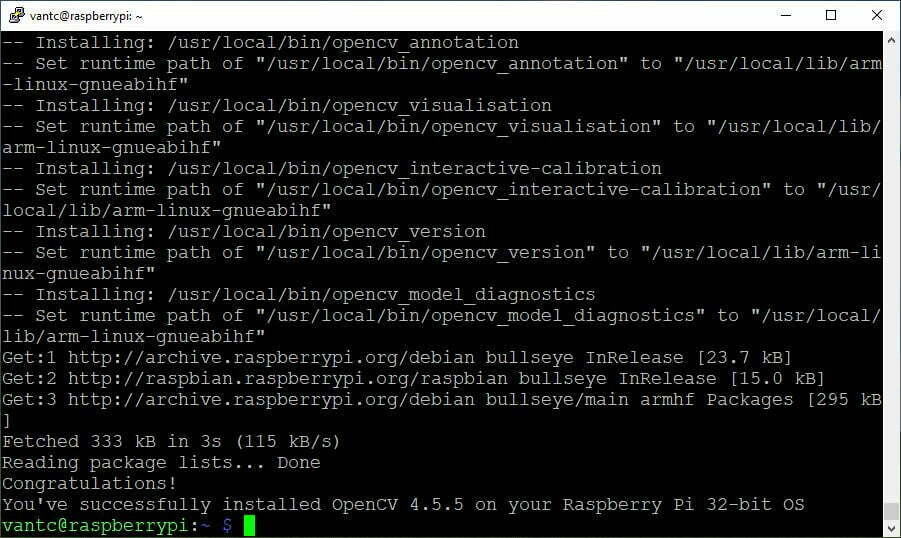 vantc@raspberrypi: ~
-- Installing: /usr/local/bin/opencv_annotation
-- Set runtime path of "/usr/local/bin/opencv_annotation" to "/usr/local/lib/arm
-linux-gnueabihf"
-- Installing: /usr/local/bin/opencv_visualisation
-- Set runtime path of "/usr/local/bin/opencv_visualisation" to "/usr/local/lib/
arm-linux-gnueabihf"
-- Installing: /usr/local/bin/opencv_interactive-calibration
-- Set runtime path of "/usr/local/bin/opencv_interactive-calibration" to "/usr/
local/lib/arm-linux-gnueabihf"
-- Installing: /usr/local/bin/opencv_version
-- Set runtime path of "/usr/local/bin/opencv_version" to "/usr/local/lib/arm-li
nux-gnueabihf"
-- Installing: /usr/local/bin/opencv_model_diagnostics
-- Set runtime path of "/usr/local/bin/opencv_model_diagnostics" to "/usr/local/
lib/arm-linux-gnueabihf"
Get:1 http://archive.raspberrypi.org/debian bullseye InRelease [23.7 kB]
Get:2 http://raspbian.raspberrypi.org/raspbian bullseye InRelease [15.0 kB]
Get:3 http://archive.raspberrypi.org/debian bullseye/main armhf Packages [295 kB
]
Fetched 333 kB in 3s (115 kB/s)
Reading package lists... Done
Congratulations!
You've successfully installed OpenCV 4.5.5 on your Raspberry Pi 32-bit OS
vantc@raspberrypi:~ $